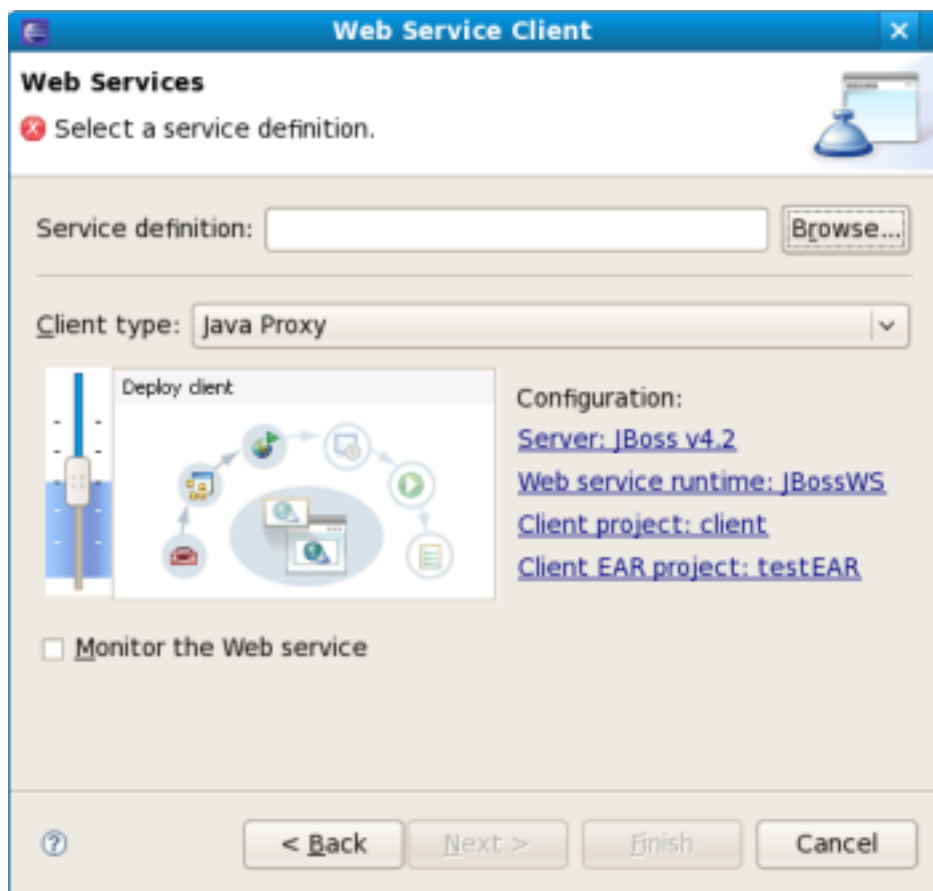 Web Service Client
Web Services
Select a service definition.
Service definition:
Browse...
Client type: Java Proxy
Deploy client
Configuration:
Server: JBoss v4.2
Web service runtime: JBossWS
Client project: client
Client EAR project: testEAR
Monitor the Web service
< Back
Next >
Finish
Cancel